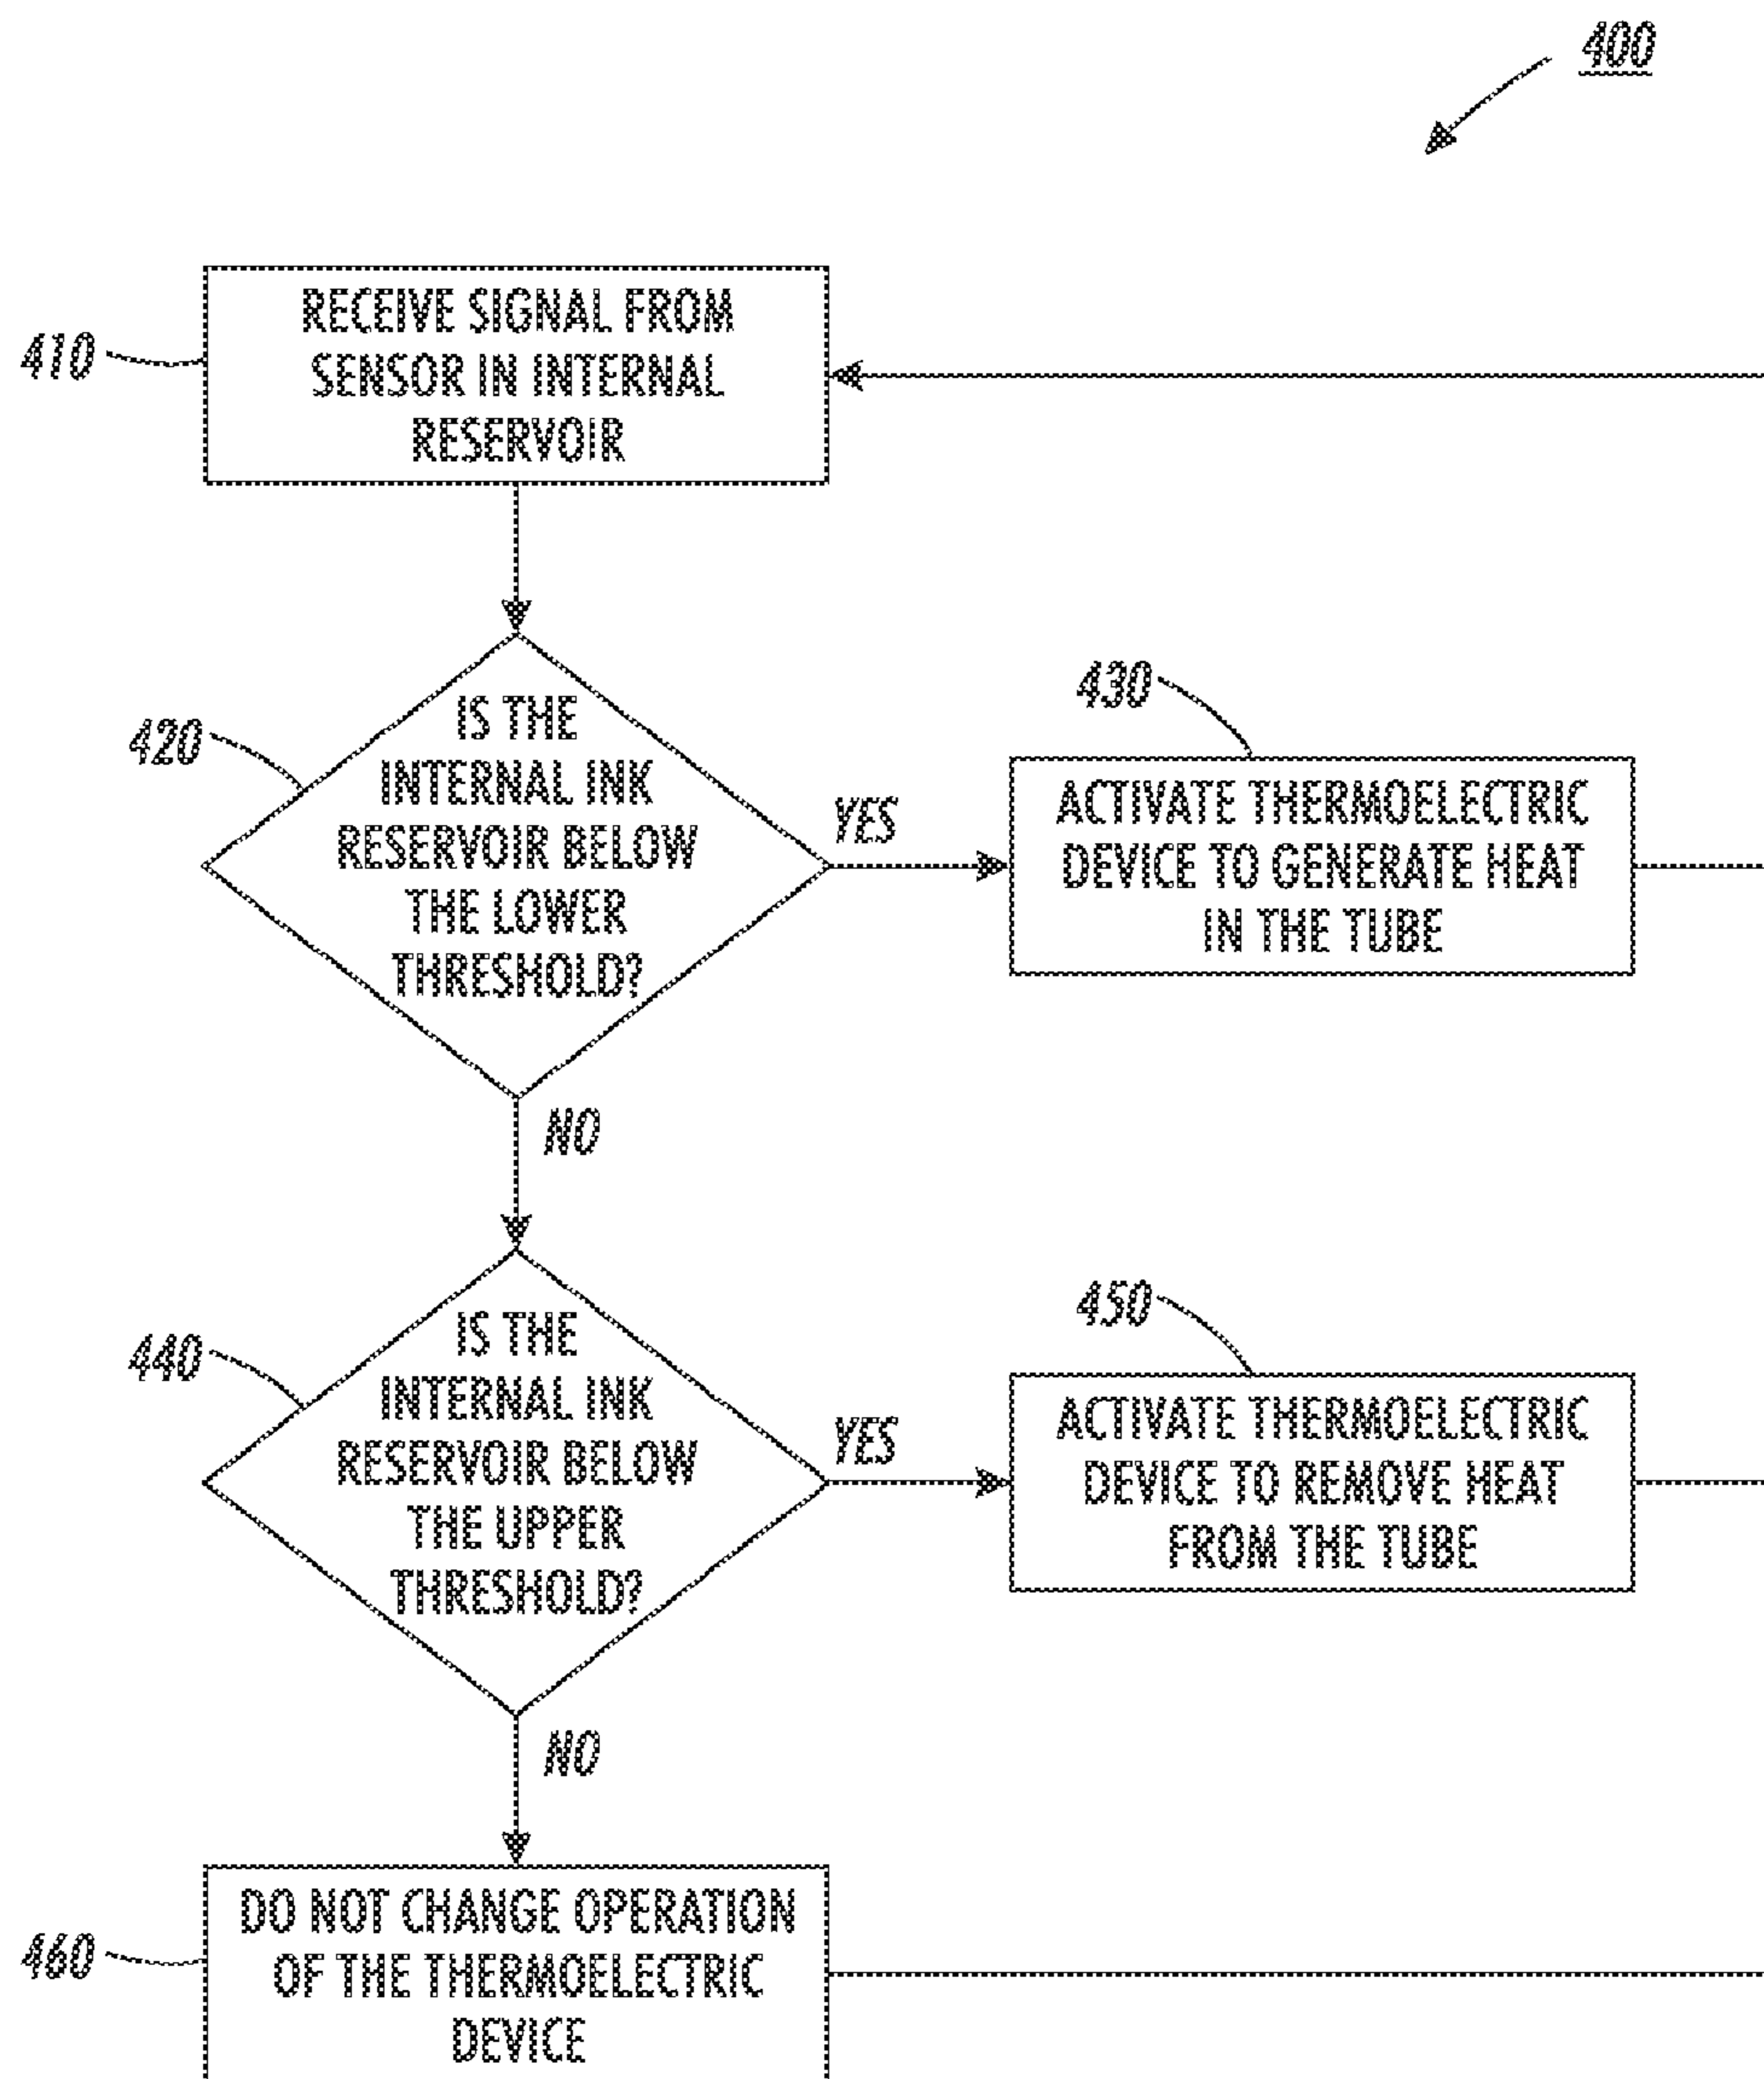 400
410
RECEIVE SIGNAL FROM
SENSOR IN INTERNAL
RESERVOIR
420
IS THE
INTERNAL INK
RESERVOIR BELOW
THE LOWER
THRESHOLD?
YES
430
ACTIVATE THERMOELECTRIC
DEVICE TO GENERATE HEAT
IN THE TUBE
NO
440
IS THE
INTERNAL INK
RESERVOIR BELOW
THE UPPER
THRESHOLD?
YES
450
ACTIVATE THERMOELECTRIC
DEVICE TO REMOVE HEAT
FROM THE TUBE
NO
460
DO NOT CHANGE OPERATION
OF THE THERMOELECTRIC
DEVICE